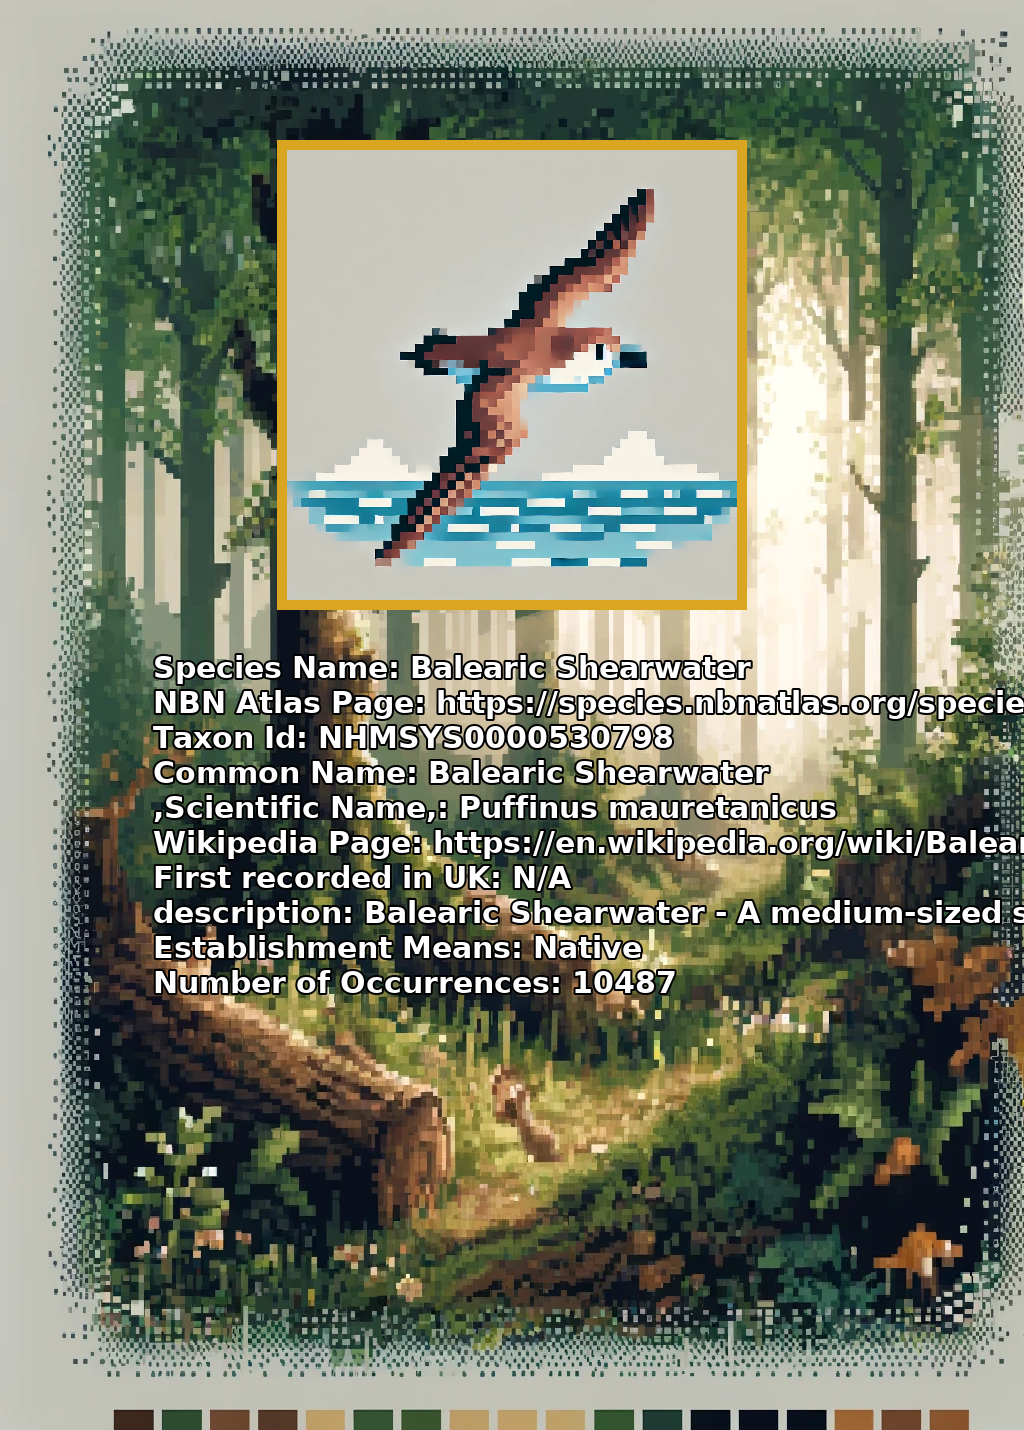 Species Name: Balearic Shearwater
NBN Atlas Page: https://species.nbnatlas.org/specie
Taxon Id: NHMSYS0000530798
Common Name: Balearic Shearwater
,Scientific Name,: Puffinus mauretanicus
Wikipedia Page: https://en.wikipedia.org/wiki/Balear
First recorded in UK: N/A
description: Balearic Shearwater - A medium-sized s
Establishment Means: Native
Number of Occurrences: 10487